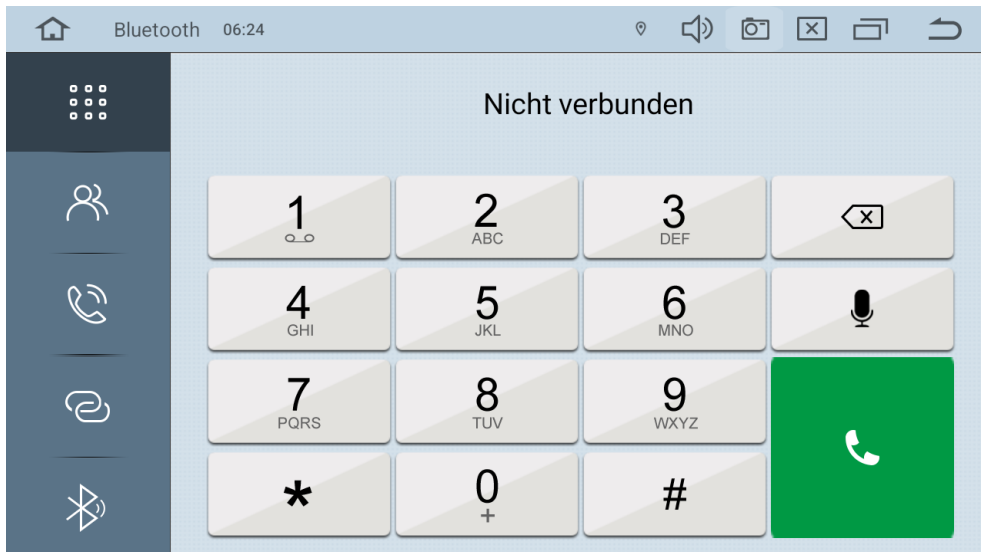 Bluetooth 06:24
Nicht verbunden
1 2 3
ABC DEF
4 5 6
GHI JKL MNO
7 8 9
PQRS TUV WXYZ
* 0 #
+